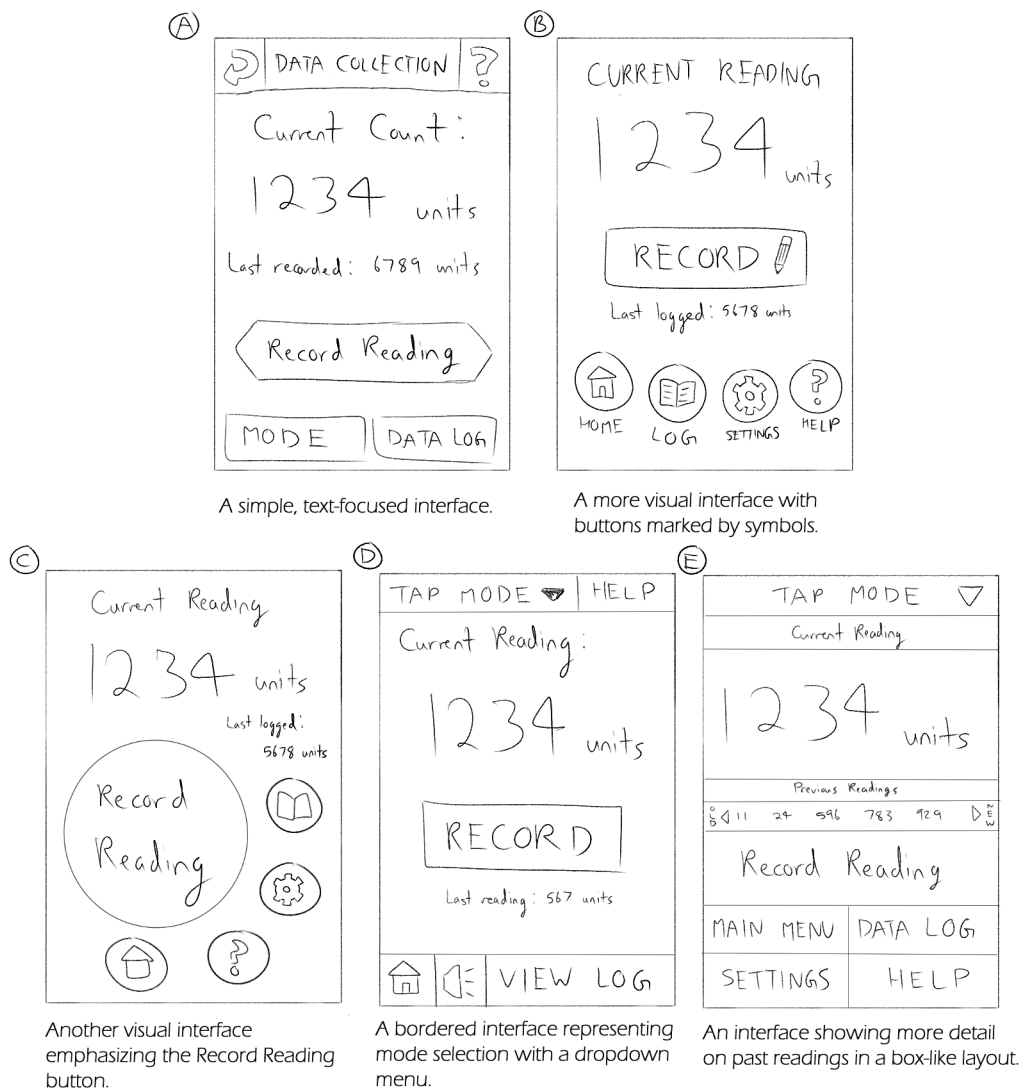 A
DATA COLLECTION ?
Current Count:
1234 units
Last recorded: 6789 units
Record Reading
MODE DATA LOG
A simple, text-focused interface.
B
CURRENT READING
1234 units
RECORD
Last logged: 5678 units
?
HOME LOG SETTINGS HELP
A more visual interface with
buttons marked by symbols.
C
Current Reading
1234 units
Last logged:
5678 units
Record
Reading
?
Another visual interface
emphasizing the Record Reading
button.
D
TAP MODE HELP
Current Reading:
1234 units
RECORD
Last reading: 567 units
VIEW LOG
A bordered interface representing
mode selection with a dropdown
menu.
E
TAP MODE
Current Reading
1234 units
Previous Readings
OLD 11 24 596 783 929 NEW
Record Reading
MAIN MENU DATA LOG
SETTINGS HELP
An interface showing more detail
on past readings in a box-like layout.